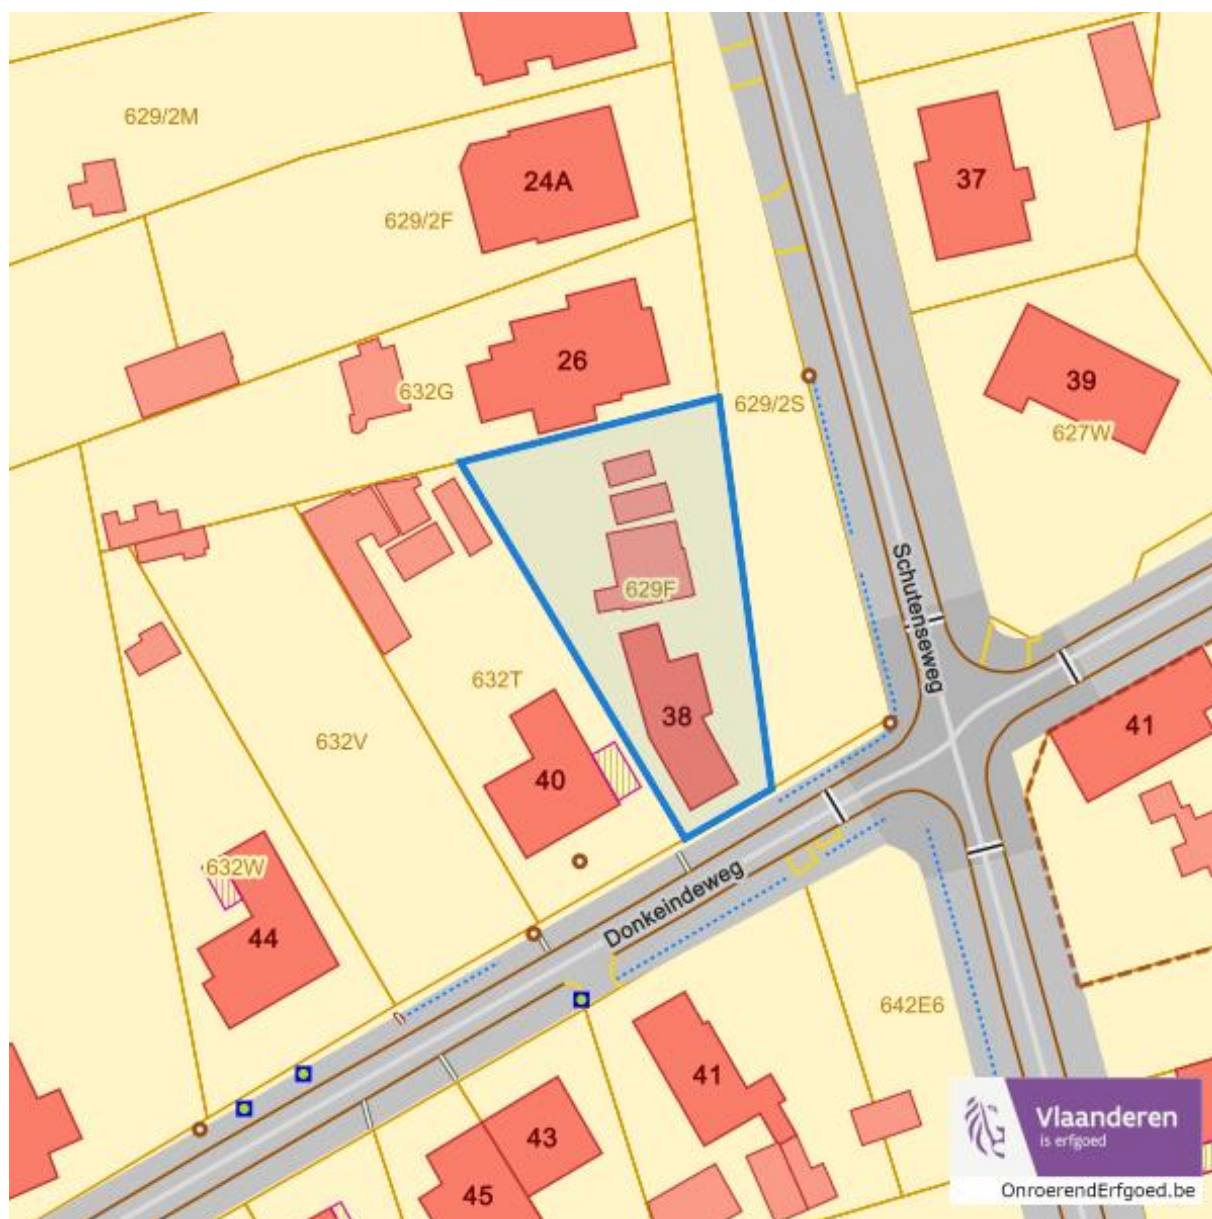 629/2M
24A
37
629/2F
26
39
632G
629/2S
627W
Schutenseweg
629F
632T
38
632V
40
41
632W
Donkeindeweg
44
642E6
41
43
45
Vlaanderen
is erfgoed
OnroerendErfgoed.be